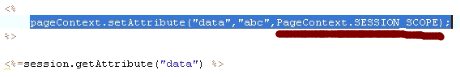 <%
pageContext.setAttribute("data","abc",PageContext.SESSION_SCOPE);
%>
<%=session.getAttribute("data") %>